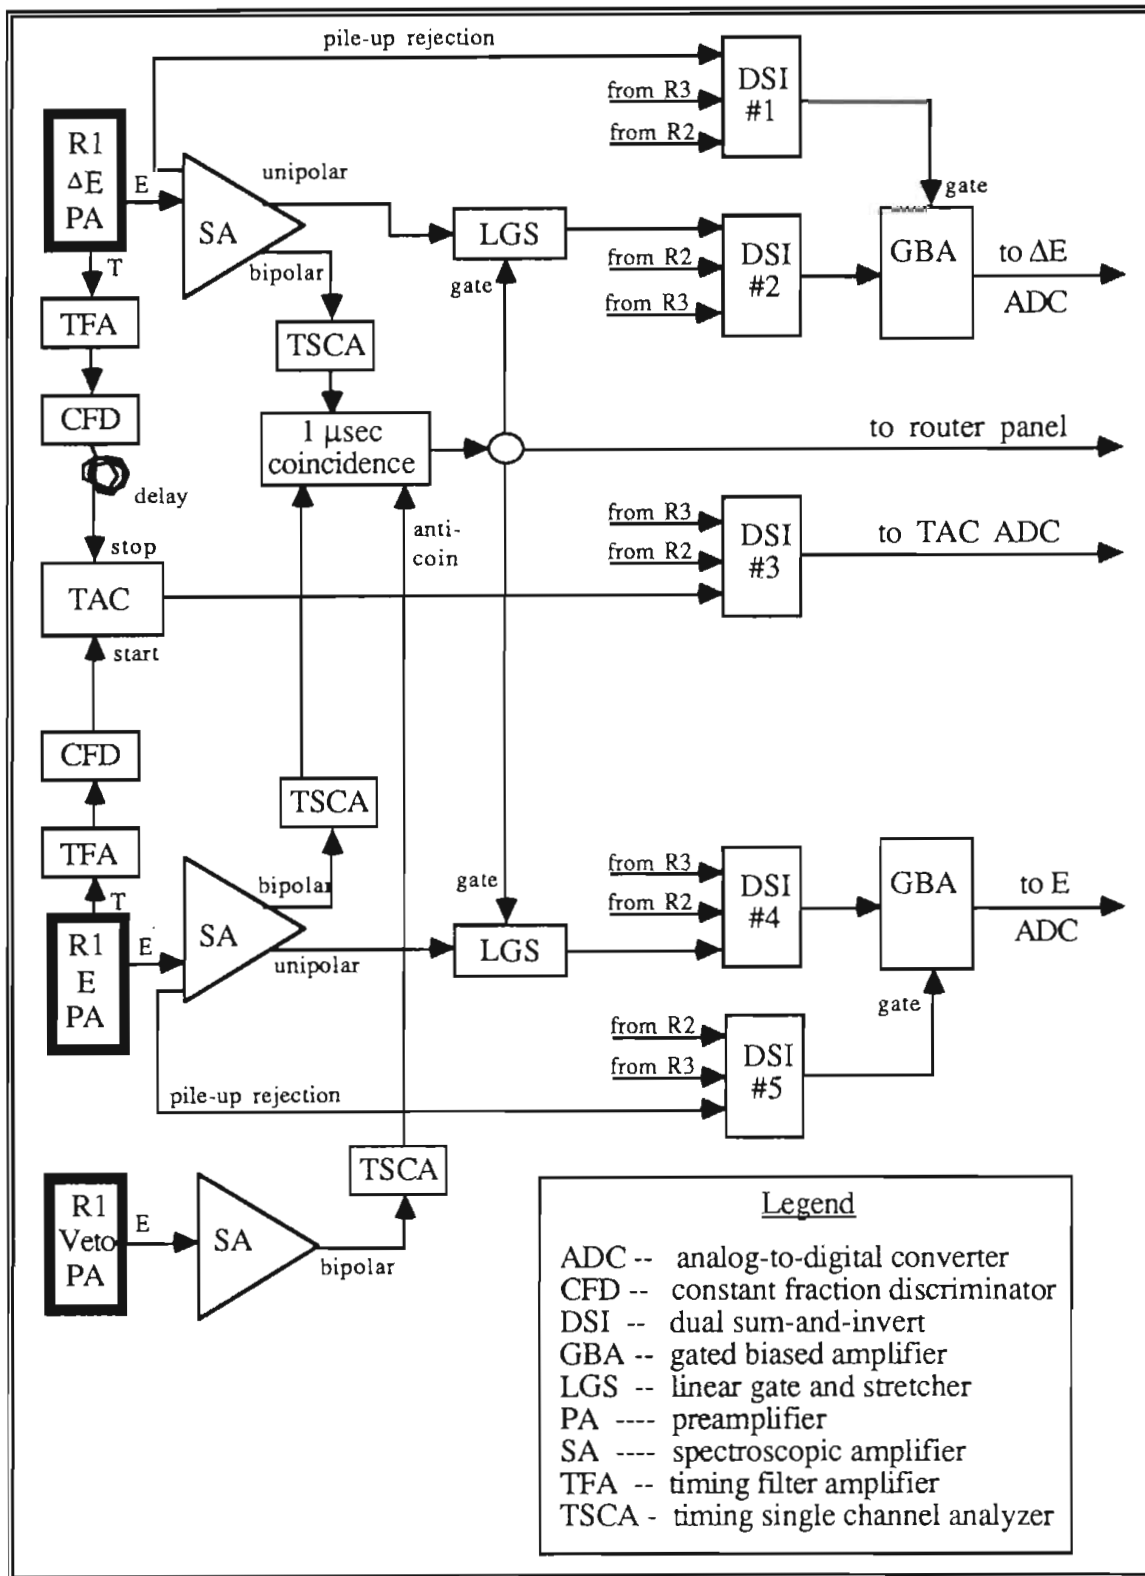 pile-up rejection
R1
ΔE
PA
E
T
SA
unipolar
bipolar
from R3
from R2
DSI
#1
gate
LGS
gate
from R2
from R3
DSI
#2
GBA
to ΔE
ADC
TFA
TSCA
CFD
delay
1 μsec
coincidence
to router panel
anti-
coin
stop
TAC
start
from R3
from R2
DSI
#3
to TAC ADC
CFD
TSCA
TFA
T
R1
E
PA
E
SA
bipolar
unipolar
gate
LGS
from R3
from R2
DSI
#4
GBA
to E
ADC
gate
from R2
from R3
DSI
#5
pile-up rejection
TSCA
R1
Veto
PA
E
SA
bipolar
Legend
ADC -- analog-to-digital converter
CFD -- constant fraction discriminator
DSI -- dual sum-and-invert
GBA -- gated biased amplifier
LGS -- linear gate and stretcher
PA ---- preamplifier
SA ---- spectroscopic amplifier
TFA -- timing filter amplifier
TSCA - timing single channel analyzer